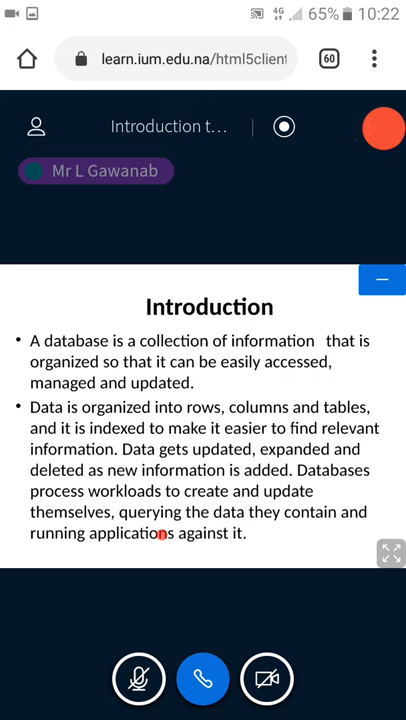 4G 65% 10:22
learn.ium.edu.na/html5client
60
Introduction t...
Mr L Gawanab
Introduction
• A database is a collection of information that is
organized so that it can be easily accessed,
managed and updated.
• Data is organized into rows, columns and tables,
and it is indexed to make it easier to find relevant
information. Data gets updated, expanded and
deleted as new information is added. Databases
process workloads to create and update
themselves, querying the data they contain and
running applications against it.